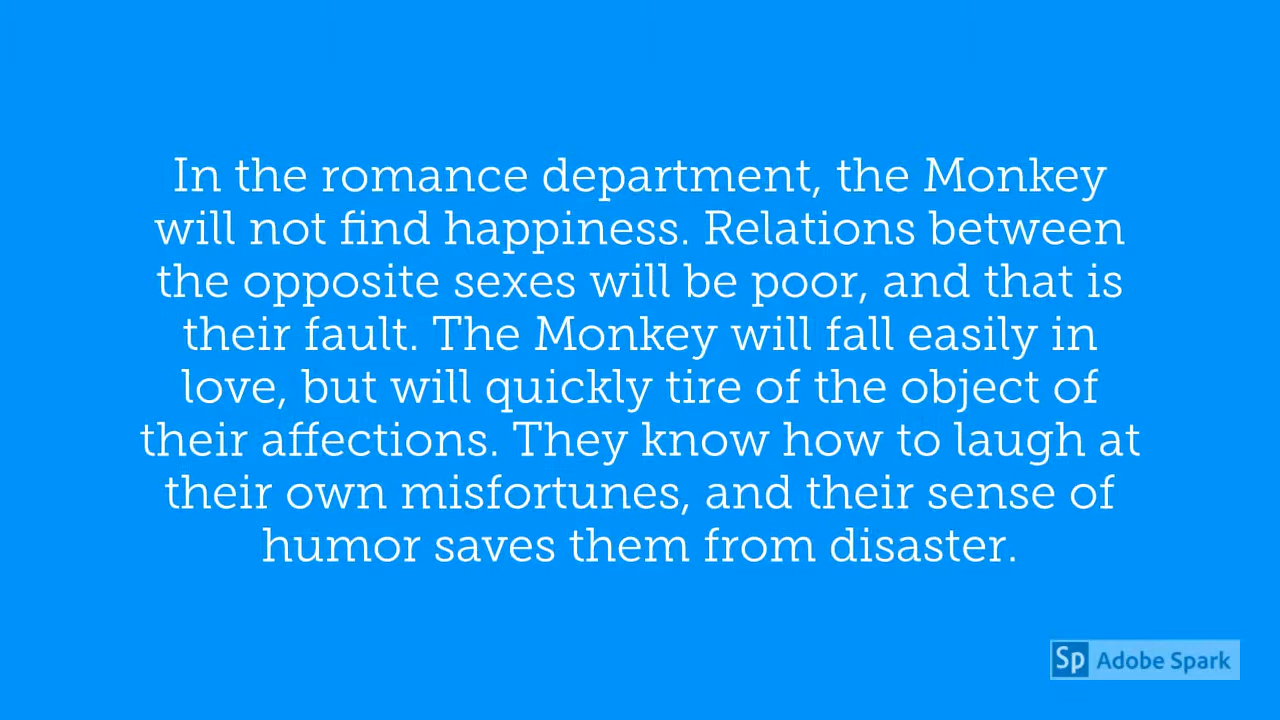 In the romance department, the Monkey
will not find happiness. Relations between
the opposite sexes will be poor, and that is
their fault. The Monkey will fall easily in
love, but will quickly tire of the object of
their affections. They know how to laugh at
their own misfortunes, and their sense of
humor saves them from disaster.
Sp Adobe Spark